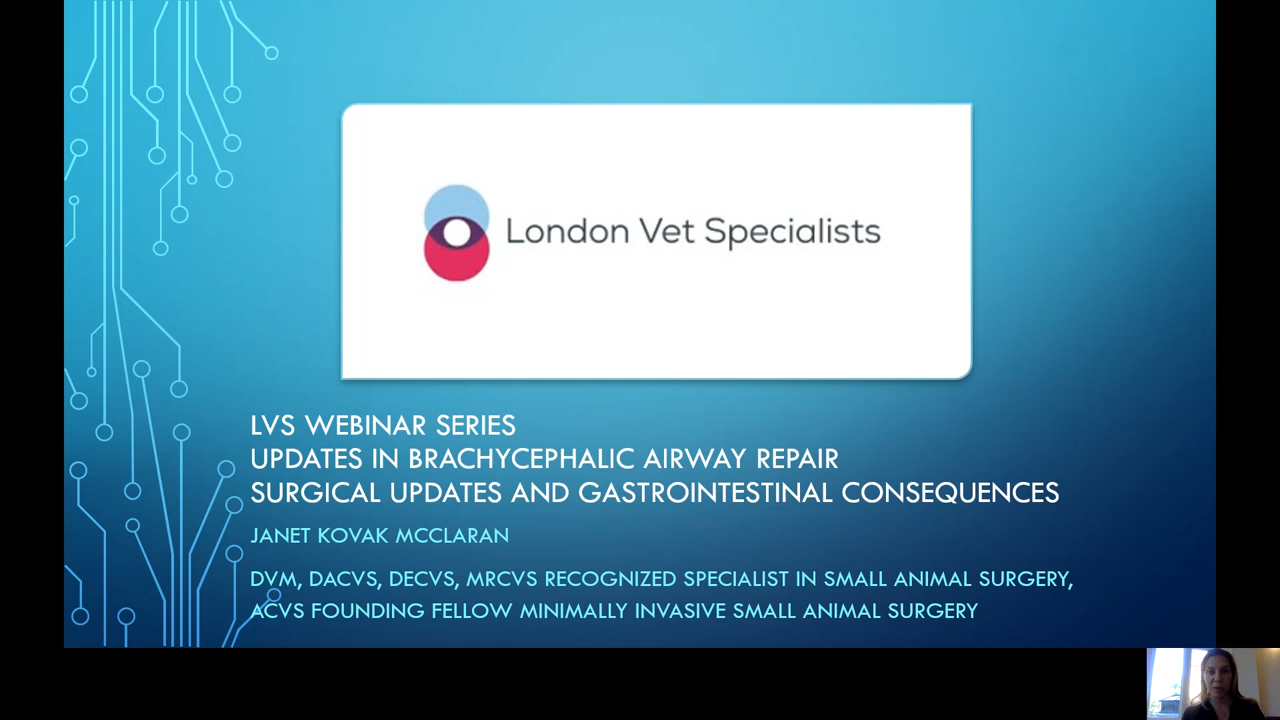 London Vet Specialists
LVS WEBINAR SERIES
UPDATES IN BRACHYCEPHALIC AIRWAY REPAIR
SURGICAL UPDATES AND GASTROINTESTINAL CONSEQUENCES
JANET KOVAK MCCLARAN
DVM, DACVS, DECVS, MRCVS RECOGNIZED SPECIALIST IN SMALL ANIMAL SURGERY,
ACVS FOUNDING FELLOW MINIMALLY INVASIVE SMALL ANIMAL SURGERY